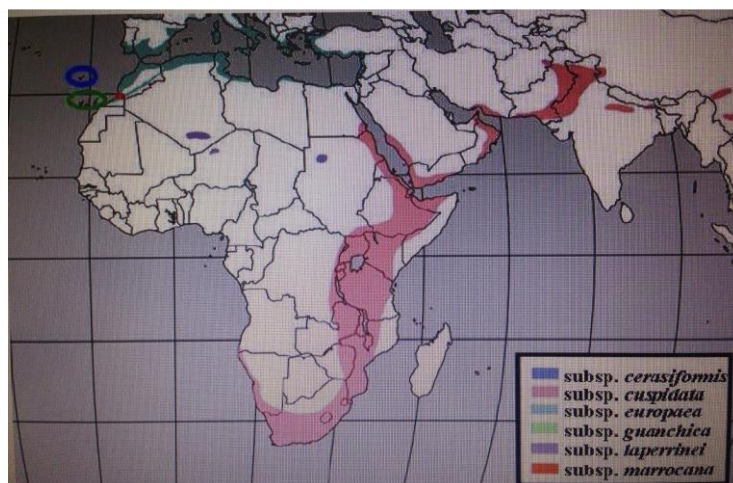 subsp. cerasiformis
subsp. cuspidata
subsp. europaea
subsp. guanchica
subsp. laperrinei
subsp. marrocana